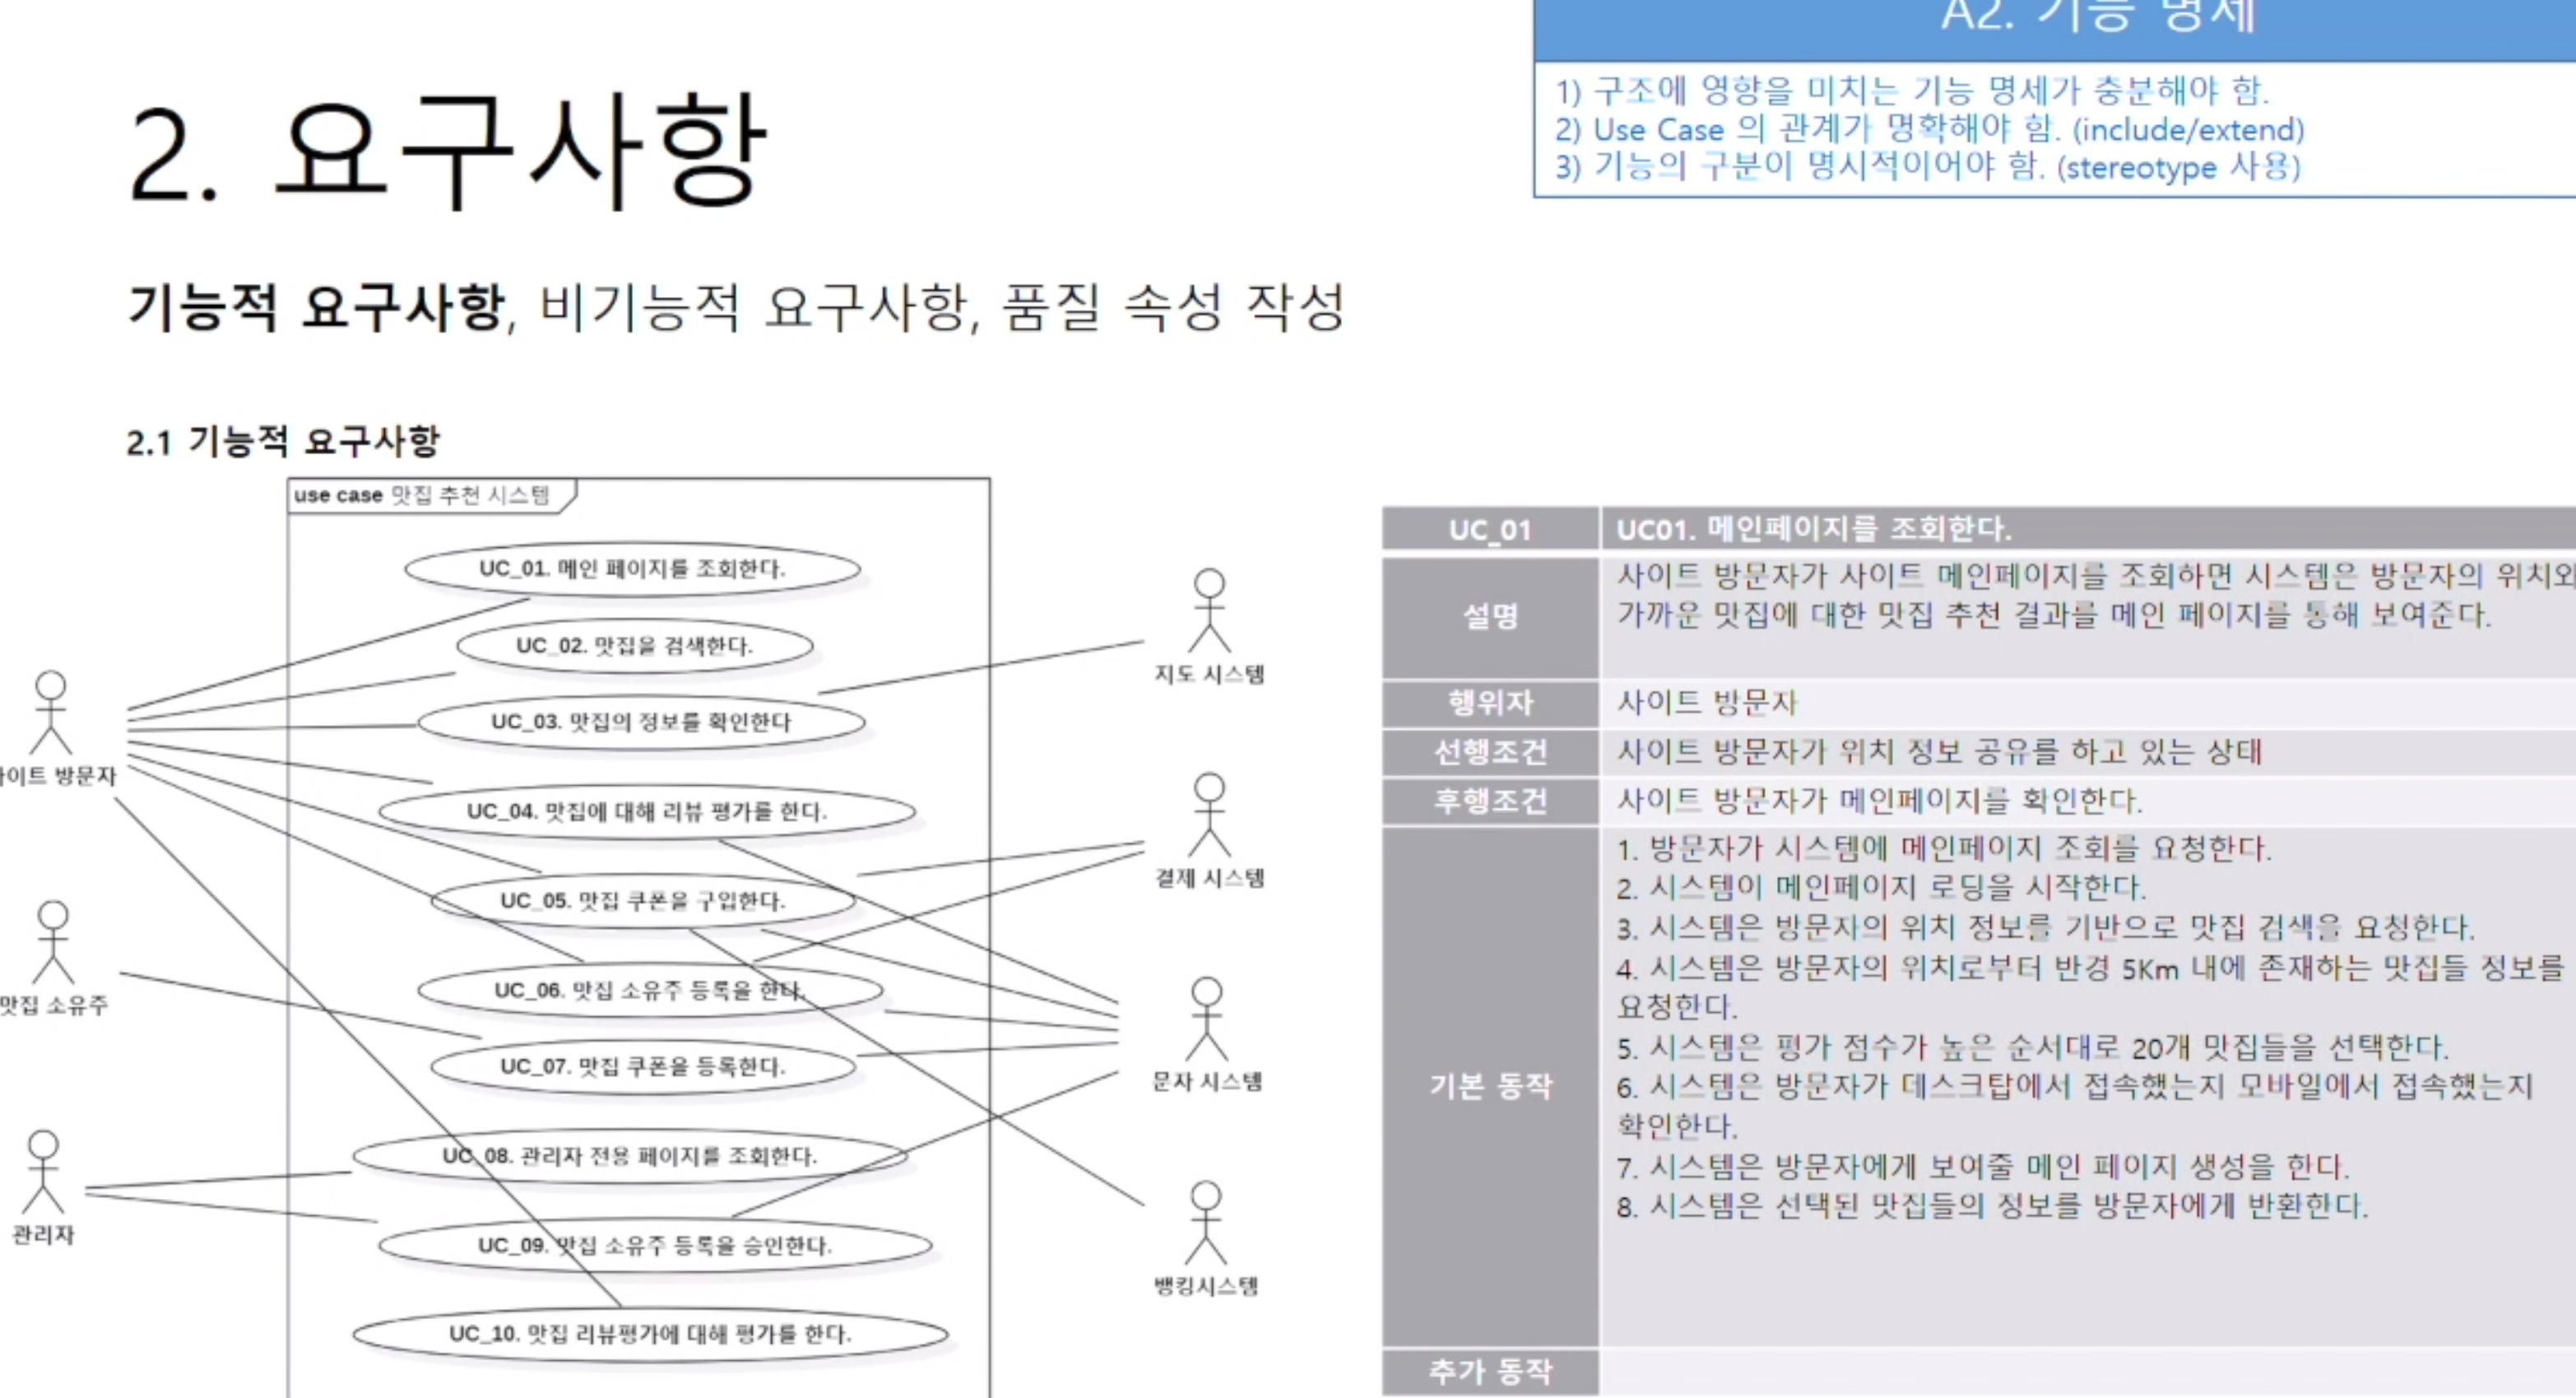 A2. 기능 명세
1) 구조에 영향을 미치는 기능 명세가 충분해야 함.
2) Use Case 의 관계가 명확해야 함. (include/extend)
3) 기능의 구분이 명시적이어야 함. (stereotype 사용)
2. 요구사항
기능적 요구사항, 비기능적 요구사항, 품질 속성 작성
2.1 기능적 요구사항
use case 맛집 추천 시스템
UC_01. 메인 페이지를 조회한다.
UC_02. 맛집을 검색한다.
UC_03. 맛집의 정보를 확인한다
UC_04. 맛집에 대해 리뷰 평가를 한다.
UC_05. 맛집 쿠폰을 구입한다.
UC_06. 맛집 소유주 등록을 한다.
UC_07. 맛집 쿠폰을 등록한다.
UC_08. 관리자 전용 페이지를 조회한다.
UC_09. 맛집 소유주 등록을 승인한다.
UC_10. 맛집 리뷰평가에 대해 평가를 한다.
방문자
맛집 소유주
관리자
지도 시스템
결제 시스템
문자 시스템
뱅킹시스템
UC_01 UC01. 메인페이지를 조회한다.
설명
사이트 방문자가 사이트 메인페이지를 조회하면 시스템은 방문자의 위치와
가까운 맛집에 대한 맛집 추천 결과를 메인 페이지를 통해 보여준다.
행위자 사이트 방문자
선행조건 사이트 방문자가 위치 정보 공유를 하고 있는 상태
후행조건 사이트 방문자가 메인페이지를 확인한다.
기본 동작
1. 방문자가 시스템에 메인페이지 조회를 요청한다.
2. 시스템이 메인페이지 로딩을 시작한다.
3. 시스템은 방문자의 위치 정보를 기반으로 맛집 검색을 요청한다.
4. 시스템은 방문자의 위치로부터 반경 5Km 내에 존재하는 맛집들 정보를
요청한다.
5. 시스템은 평가 점수가 높은 순서대로 20개 맛집들을 선택한다.
6. 시스템은 방문자가 데스크탑에서 접속했는지 모바일에서 접속했는지
확인한다.
7. 시스템은 방문자에게 보여줄 메인 페이지 생성을 한다.
8. 시스템은 선택된 맛집들의 정보를 방문자에게 반환한다.
추가 동작